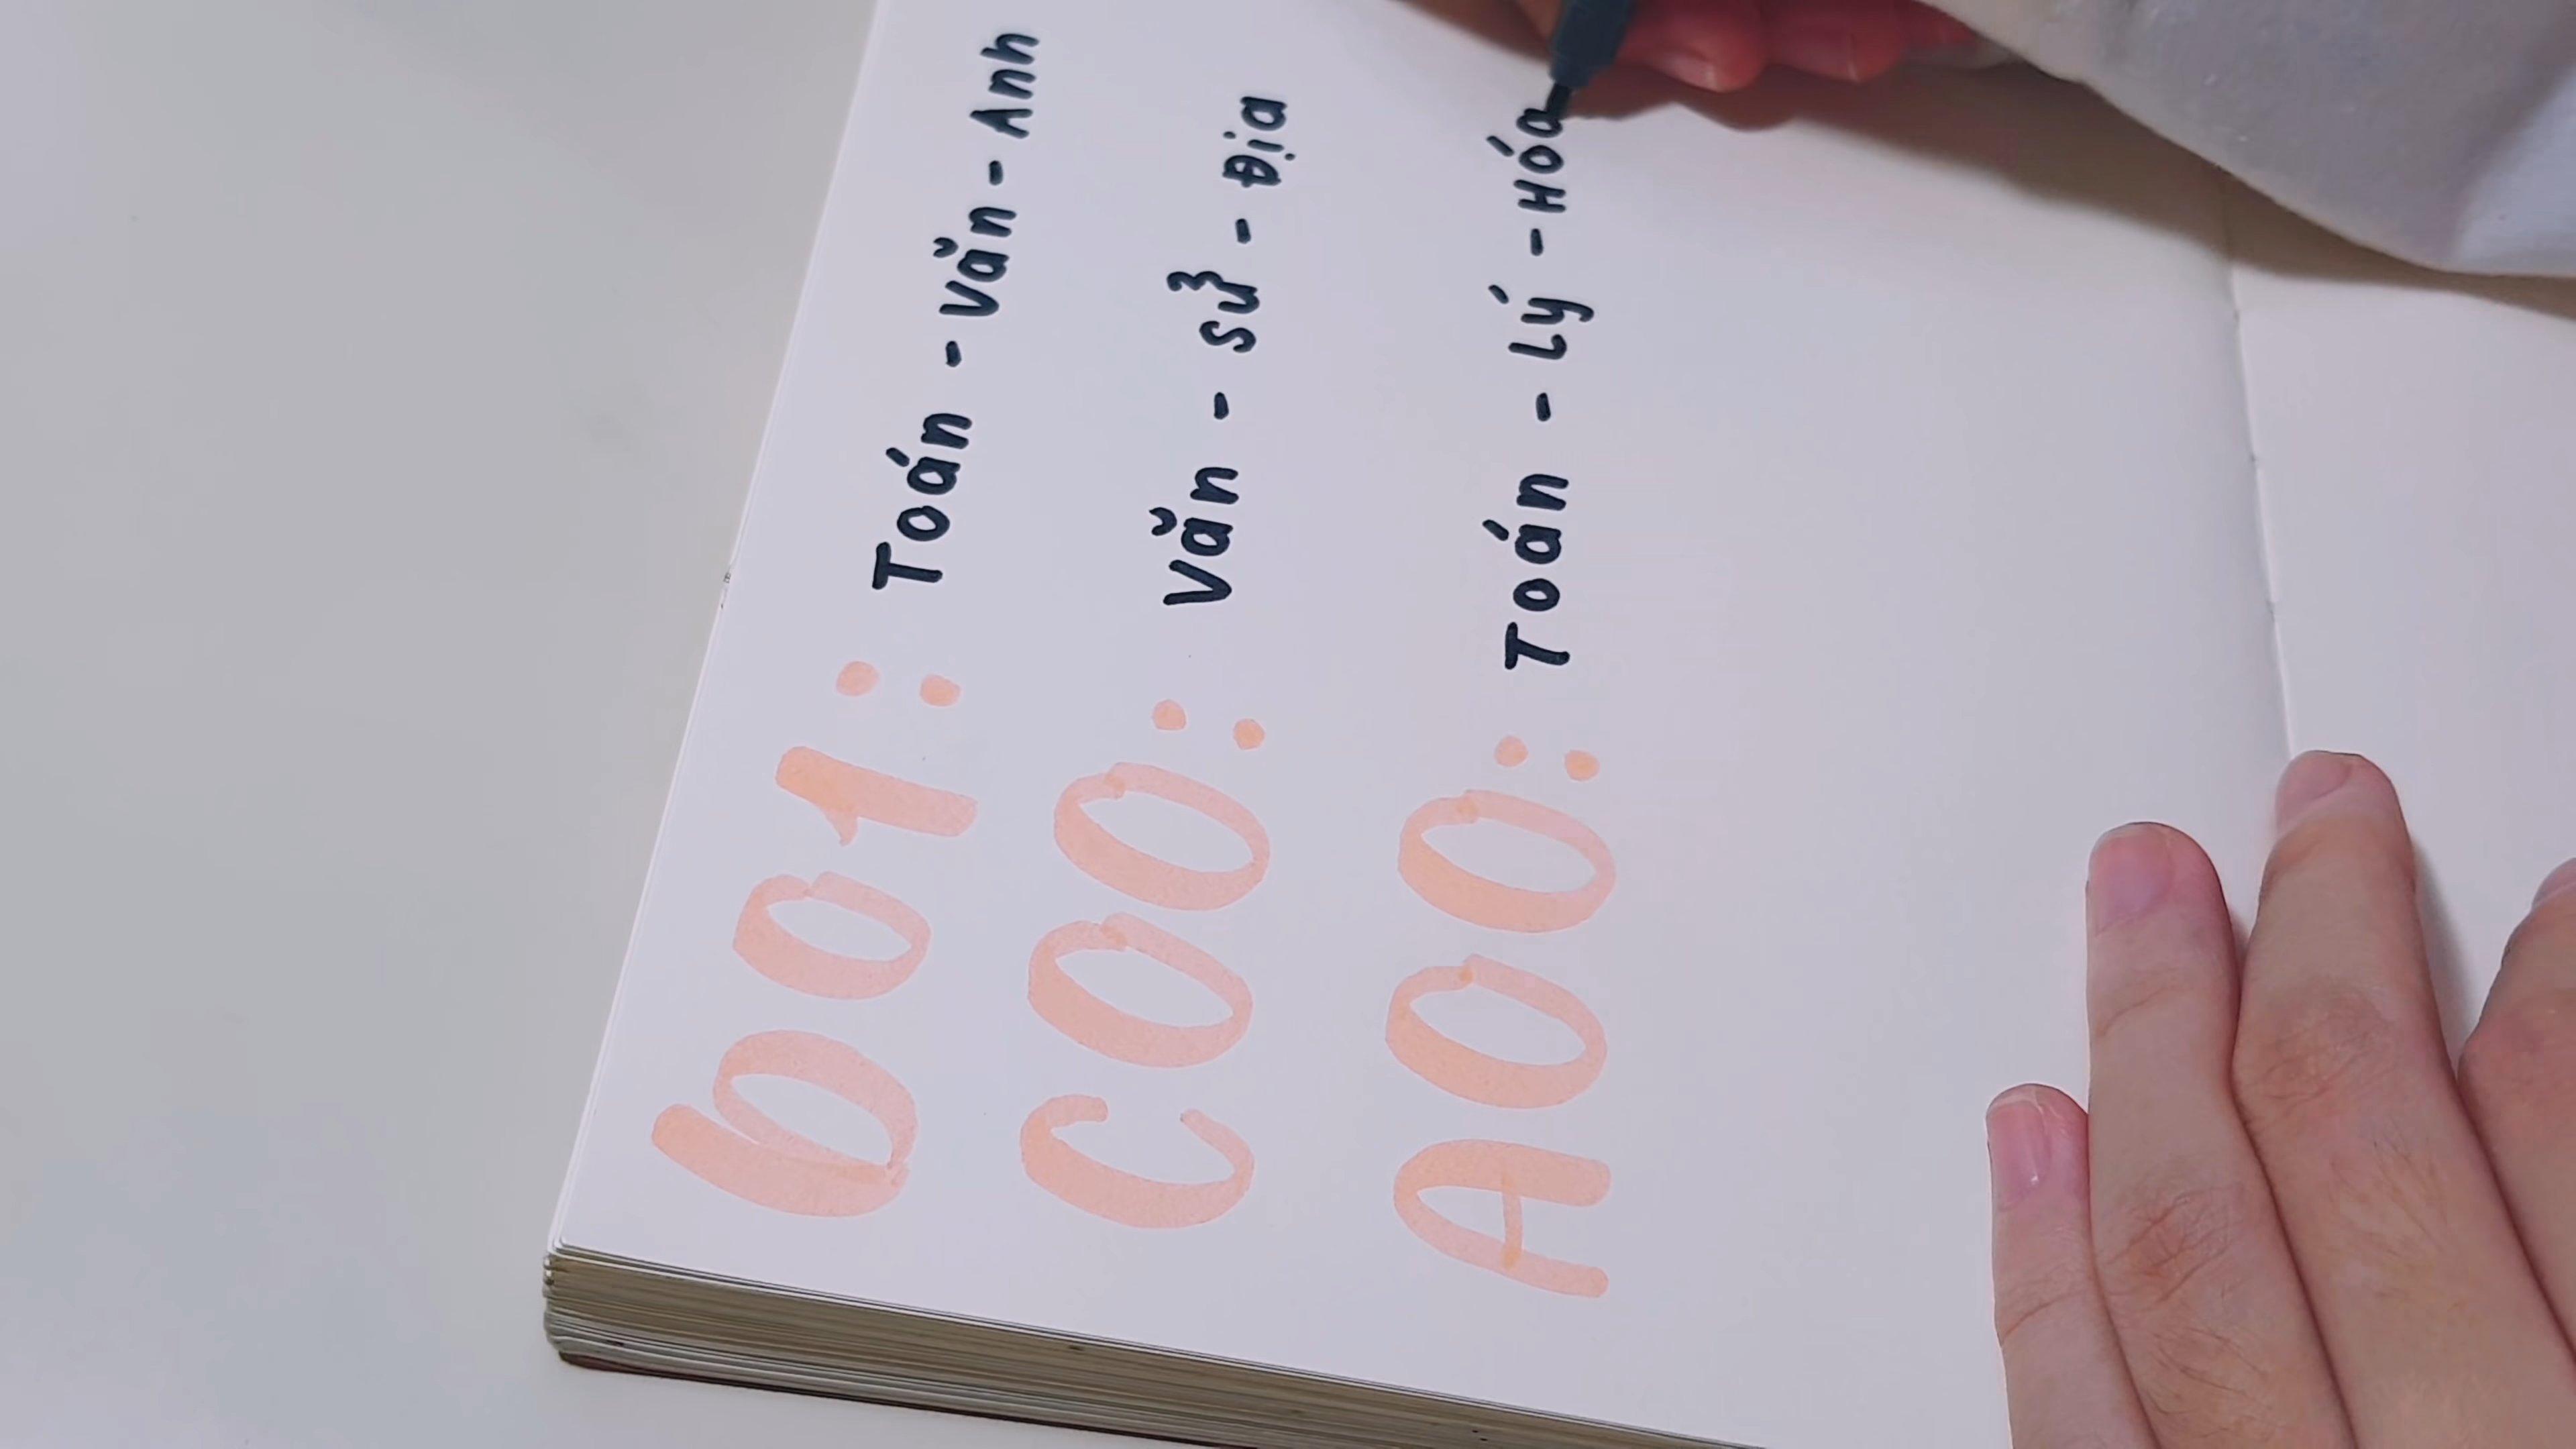 D01: Toán - Văn - Anh
C00: Văn - Sử - Địa
A00: Toán - Lý - Hóa